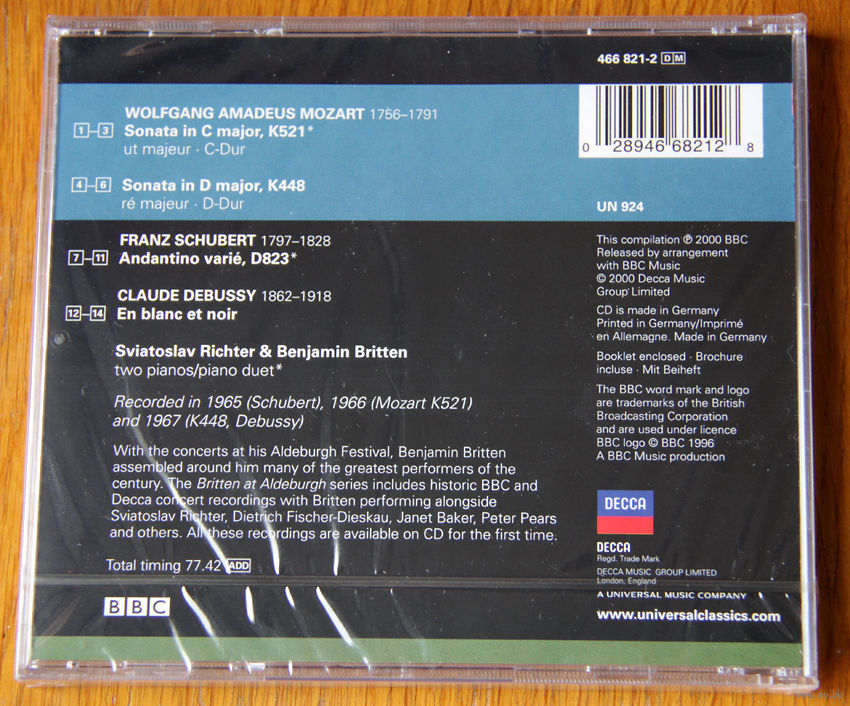 466 821-2 DM
WOLFGANG AMADEUS MOZART 1756–1791
1–3 Sonata in C major, K521*
ut majeur · C-Dur
4–6 Sonata in D major, K448
ré majeur · D-Dur
FRANZ SCHUBERT 1797–1828
7–11 Andantino varié, D823*
CLAUDE DEBUSSY 1862–1918
12–14 En blanc et noir
Sviatoslav Richter & Benjamin Britten
two pianos/piano duet*
Recorded in 1965 (Schubert), 1966 (Mozart K521)
and 1967 (K448, Debussy)
With the concerts at his Aldeburgh Festival, Benjamin Britten
assembled around him many of the greatest performers of the
century. The Britten at Aldeburgh series includes historic BBC and
Decca concert recordings with Britten performing alongside
Sviatoslav Richter, Dietrich Fischer-Dieskau, Janet Baker, Peter Pears
and others. All these recordings are available on CD for the first time.
Total timing 77.42 ADD
BBC
0 28946 68212 8
UN 924
This compilation ℗ 2000 BBC
Released by arrangement
with BBC Music
© 2000 Decca Music
Group Limited
CD is made in Germany
Printed in Germany/Imprimé
en Allemagne. Made in Germany
Booklet enclosed · Brochure
incluse · Mit Beiheft
The BBC word mark and logo
are trademarks of the British
Broadcasting Corporation
and are used under licence
BBC logo © BBC 1996
A BBC Music production
DECCA
DECCA
Regd. Trade Mark
DECCA MUSIC GROUP LIMITED
London, England
A UNIVERSAL MUSIC COMPANY
www.universalclassics.com